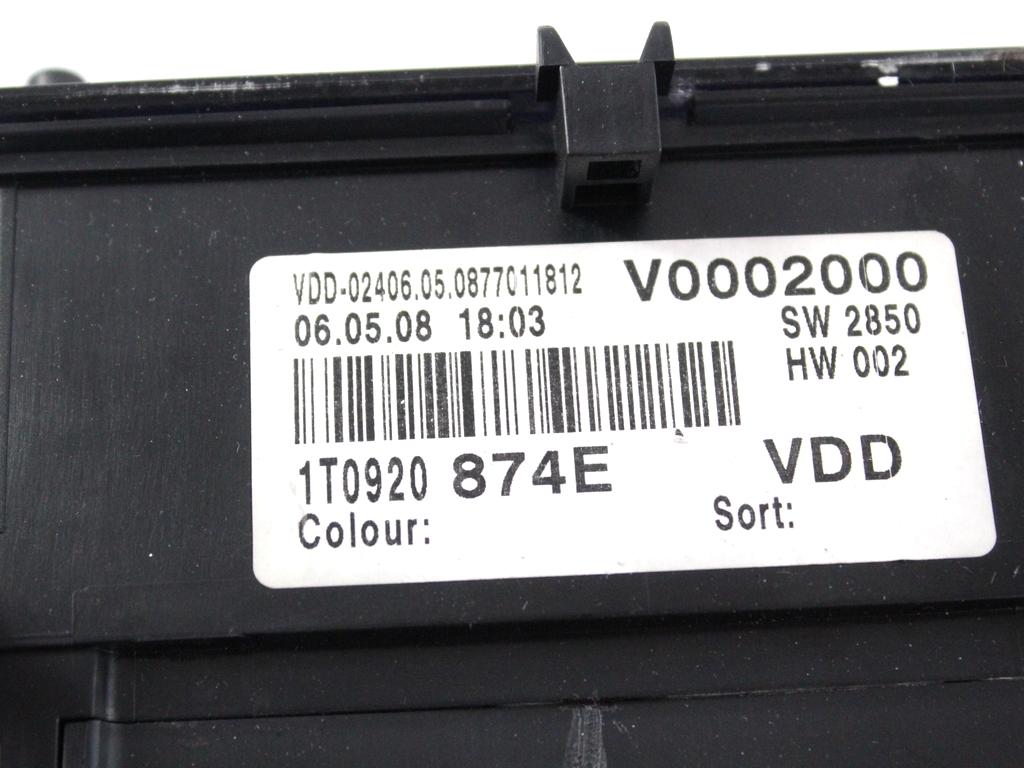 VDD-02406.05.0877011812 V0002000
06.05.08 18:03 SW 2850
HW 002
1T0920 874E VDD
Colour: Sort: